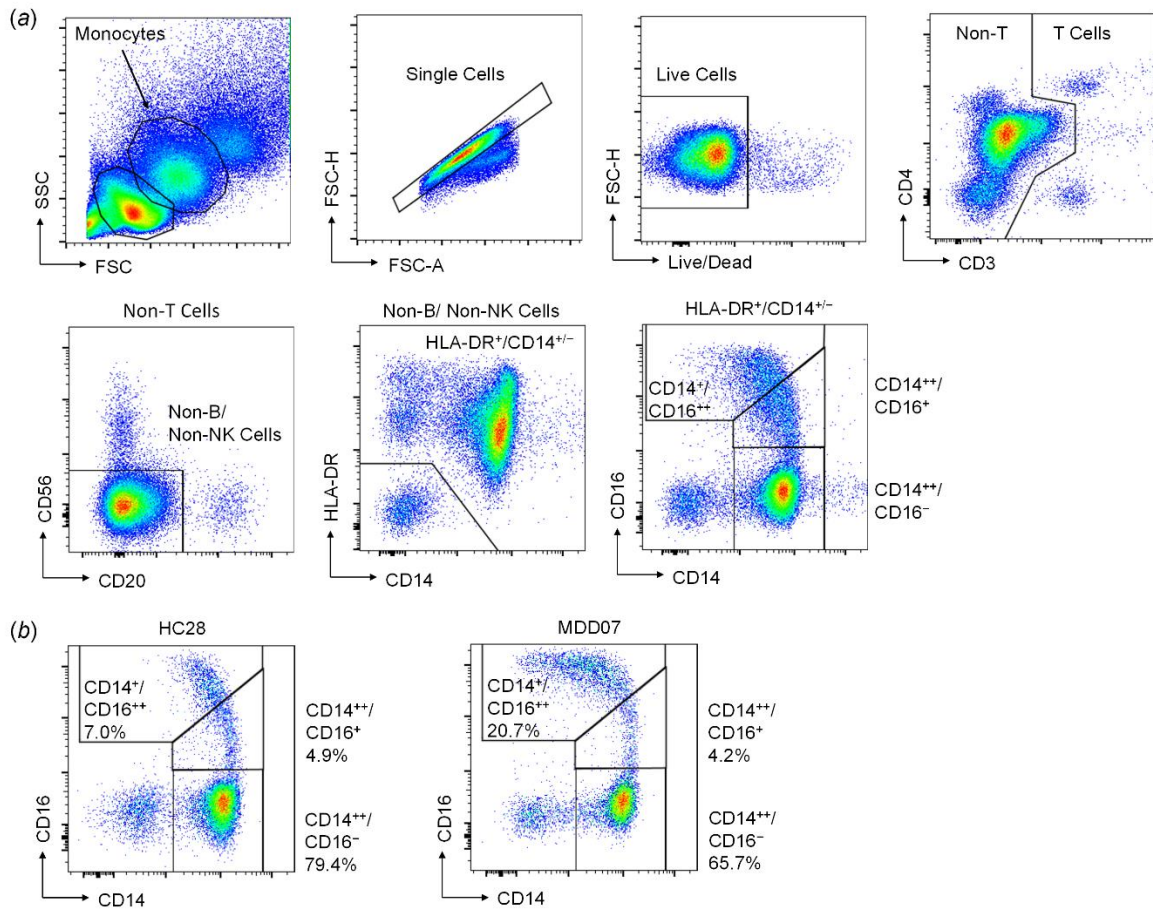 (a)
Monocytes
SSC
FSC
Single Cells
FSC-H
FSC-A
Live Cells
FSC-H
Live/Dead
Non-T
T Cells
CD4
CD3
Non-T Cells
Non-B/
Non-NK Cells
CD56
CD20
Non-B/ Non-NK Cells
HLA-DR⁺/CD14⁺/⁻
HLA-DR
CD14
HLA-DR⁺/CD14⁺/⁻
CD14⁺/
CD16⁺⁺
CD14⁺⁺/
CD16⁺
CD14⁺⁺/
CD16⁻
CD16
CD14
(b)
HC28
CD14⁺/
CD16⁺⁺
7.0%
CD14⁺⁺/
CD16⁺
4.9%
CD14⁺⁺/
CD16⁻
79.4%
CD16
CD14
MDD07
CD14⁺/
CD16⁺⁺
20.7%
CD14⁺⁺/
CD16⁺
4.2%
CD14⁺⁺/
CD16⁻
65.7%
CD16
CD14